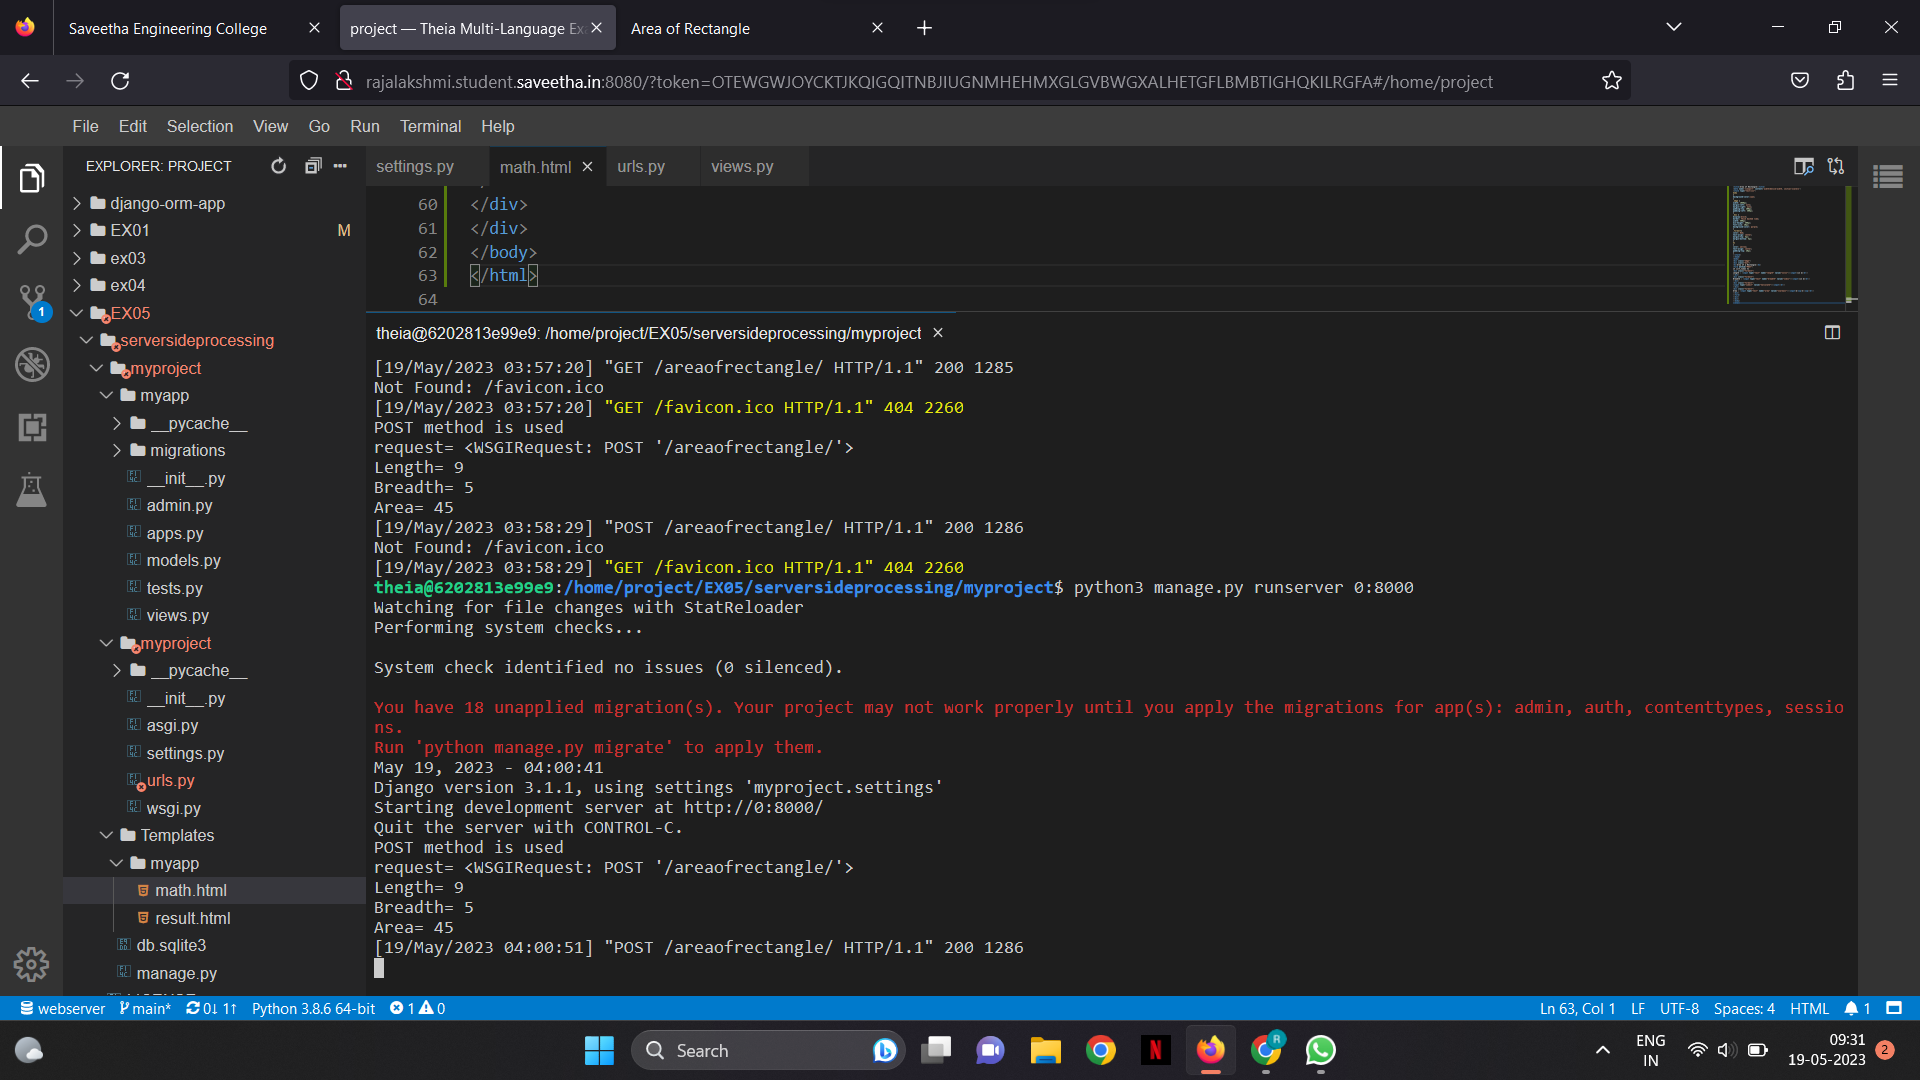 Saveetha Engineering College
project — Theia Multi-Language Ex
Area of Rectangle
rajalakshmi.student.saveetha.in:8080/?token=OTEWGWJOYCKTJKQIGQITNBJIUGNMHEHMXGLGVBWGXALHETGFLBMBTIGHQKILRGFA#/home/project
File Edit Selection View Go Run Terminal Help
EXPLORER: PROJECT
settings.py math.html urls.py views.py
django-orm-app
EX01 M
ex03
ex04
EX05
serversideprocessing
myproject
myapp
__pycache__
migrations
__init__.py
admin.py
apps.py
models.py
tests.py
views.py
myproject
__pycache__
__init__.py
asgi.py
settings.py
urls.py
wsgi.py
Templates
myapp
math.html
result.html
db.sqlite3
manage.py
1
60 </div>
61 </div>
62 </body>
63 </html>
64
theia@6202813e99e9: /home/project/EX05/serversideprocessing/myproject
[19/May/2023 03:57:20] "GET /areaofrectangle/ HTTP/1.1" 200 1285
Not Found: /favicon.ico
[19/May/2023 03:57:20] "GET /favicon.ico HTTP/1.1" 404 2260
POST method is used
request= <WSGIRequest: POST '/areaofrectangle/'>
Length= 9
Breadth= 5
Area= 45
[19/May/2023 03:58:29] "POST /areaofrectangle/ HTTP/1.1" 200 1286
Not Found: /favicon.ico
[19/May/2023 03:58:29] "GET /favicon.ico HTTP/1.1" 404 2260
theia@6202813e99e9:/home/project/EX05/serversideprocessing/myproject$ python3 manage.py runserver 0:8000
Watching for file changes with StatReloader
Performing system checks...
System check identified no issues (0 silenced).
You have 18 unapplied migration(s). Your project may not work properly until you apply the migrations for app(s): admin, auth, contenttypes, sessio
ns.
Run 'python manage.py migrate' to apply them.
May 19, 2023 - 04:00:41
Django version 3.1.1, using settings 'myproject.settings'
Starting development server at http://0:8000/
Quit the server with CONTROL-C.
POST method is used
request= <WSGIRequest: POST '/areaofrectangle/'>
Length= 9
Breadth= 5
Area= 45
[19/May/2023 04:00:51] "POST /areaofrectangle/ HTTP/1.1" 200 1286
webserver main* 0↓ 1↑ Python 3.8.6 64-bit 1 0
Ln 63, Col 1 LF UTF-8 Spaces: 4 HTML 1
Search
N
R
ENG
IN
09:31
19-05-2023
2